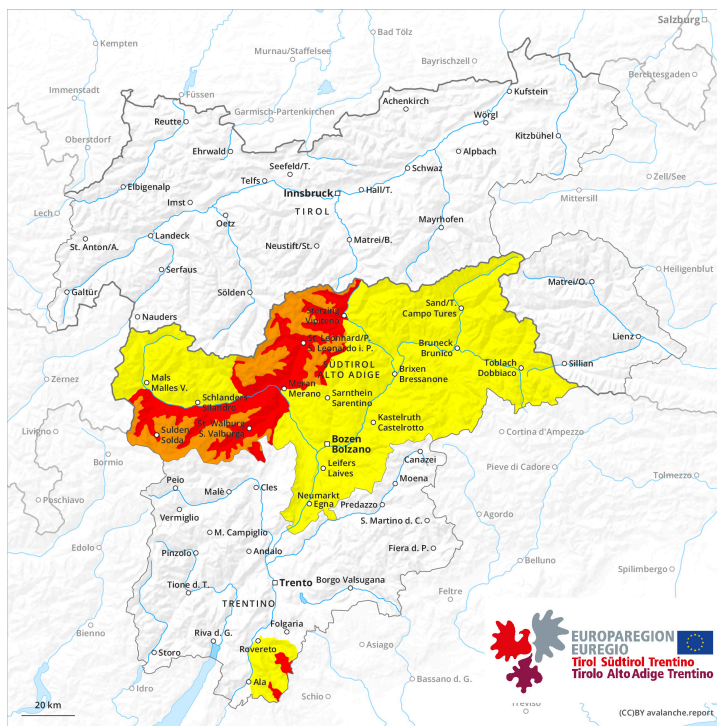 Salzburg
Kempten
Bad Tölz
Murnau/Staffelsee
Bayrischzell
Berchtesgaden
Immenstadt
Füssen
Kufstein
Garmisch-Partenkirchen
Achenkirch
Reutte
Wörgl
Oberstdorf
Ehrwald
Kitzbühel
Alpbach
Seefeld/T.
Schwaz
Zell/See
Telfs
Elbigenalp
Innsbruck
Hall/T.
Mittersill
Imst
TIROL
Lech
Oetz
Mayrhofen
St. Anton/A.
Landeck
Neustift/St.
Matrei/B.
Serfaus
Heiligenblut
Galtür
Sölden
Matrei/O.
Nauders
Sand/T.
Campo Tures
Sterzing
Vipiteno
Lienz
St. Leonhard/P.
S. Leonardo i. P.
Bruneck
Brunico
Toblach
Dobbiaco
Sillian
SÜDTIROL
ALTO ADIGE
Brixen
Bressanone
Zernez
Mals
Malles V.
Meran
Merano
Schlanders
Silandro
Sarnthein
Sarentino
St. Walburg
S. Valburga
Kastelruth
Castelrotto
Livigno
Sulden
Solda
Bozen
Bolzano
Cortina d'Ampezzo
Bormio
Canazei
Leifers
Laives
Pieve di Cadore
Tolmezzo
Peio
Malè
Cles
Moena
Poschiavo
Neumarkt
Egna
Predazzo
Vermiglio
S. Martino d. C.
Agordo
M. Campiglio
Edolo
Pinzolo
Andalo
Fiera d. P.
Belluno
Spilimbergo
Tione d. T.
Trento
Borgo Valsugana
Feltre
TRENTINO
Folgaria
Bienno
Riva d. G.
Rovereto
Storo
Asiago
Ala
Bassano d. G.
Idro
Schio
Treviso
EUROPAREGION
EUREGIO
Tirol Südtirol Trentino
Tirolo Alto Adige Trentino
20 km
(CC)BY avalanche.report